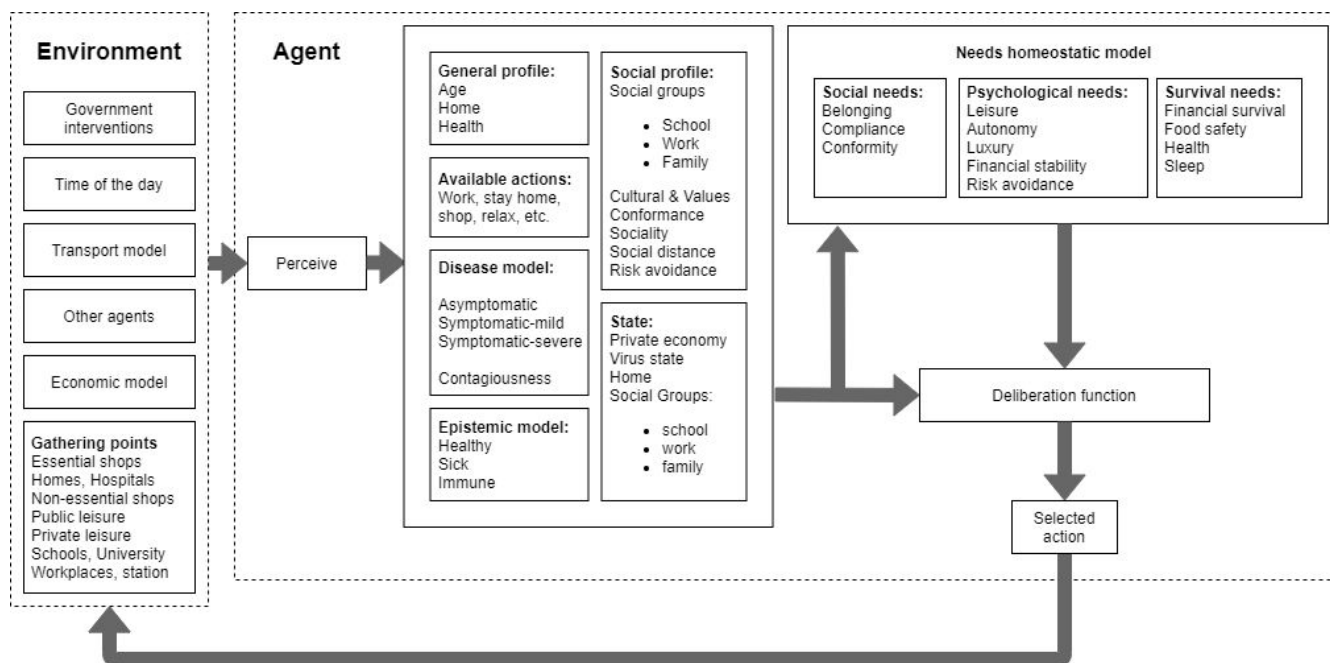 Environment
Government
interventions
Time of the day
Transport model
Other agents
Economic model
Gathering points
Essential shops
Homes, Hospitals
Non-essential shops
Public leisure
Private leisure
Schools, University
Workplaces, station
Agent
Perceive
General profile:
Age
Home
Health
Available actions:
Work, stay home,
shop, relax, etc.
Disease model:
Asymptomatic
Symptomatic-mild
Symptomatic-severe
Contagiousness
Epistemic model:
Healthy
Sick
Immune
Social profile:
Social groups
• School
• Work
• Family
Cultural & Values
Conformance
Sociality
Social distance
Risk avoidance
State:
Private economy
Virus state
Home
Social Groups:
• school
• work
• family
Needs homeostatic model
Social needs:
Belonging
Compliance
Conformity
Psychological needs:
Leisure
Autonomy
Luxury
Financial stability
Risk avoidance
Survival needs:
Financial survival
Food safety
Health
Sleep
Deliberation function
Selected
action